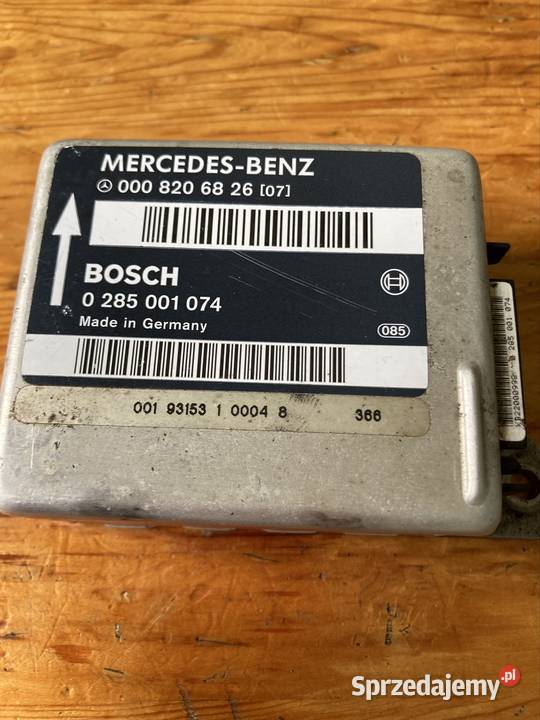 MERCEDES-BENZ
000 820 68 26 [07]
BOSCH
0 285 001 074
Made in Germany
085
001 93153 1 0004 8 366
0 285 001 074
Sprzedajemy.pl